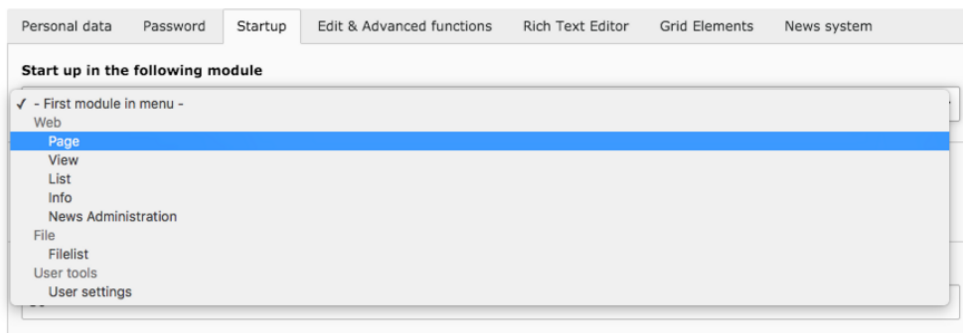 Personal data Password Startup Edit & Advanced functions Rich Text Editor Grid Elements News system
Start up in the following module
✓ - First module in menu -
Web
Page
View
List
Info
News Administration
File
Filelist
User tools
User settings